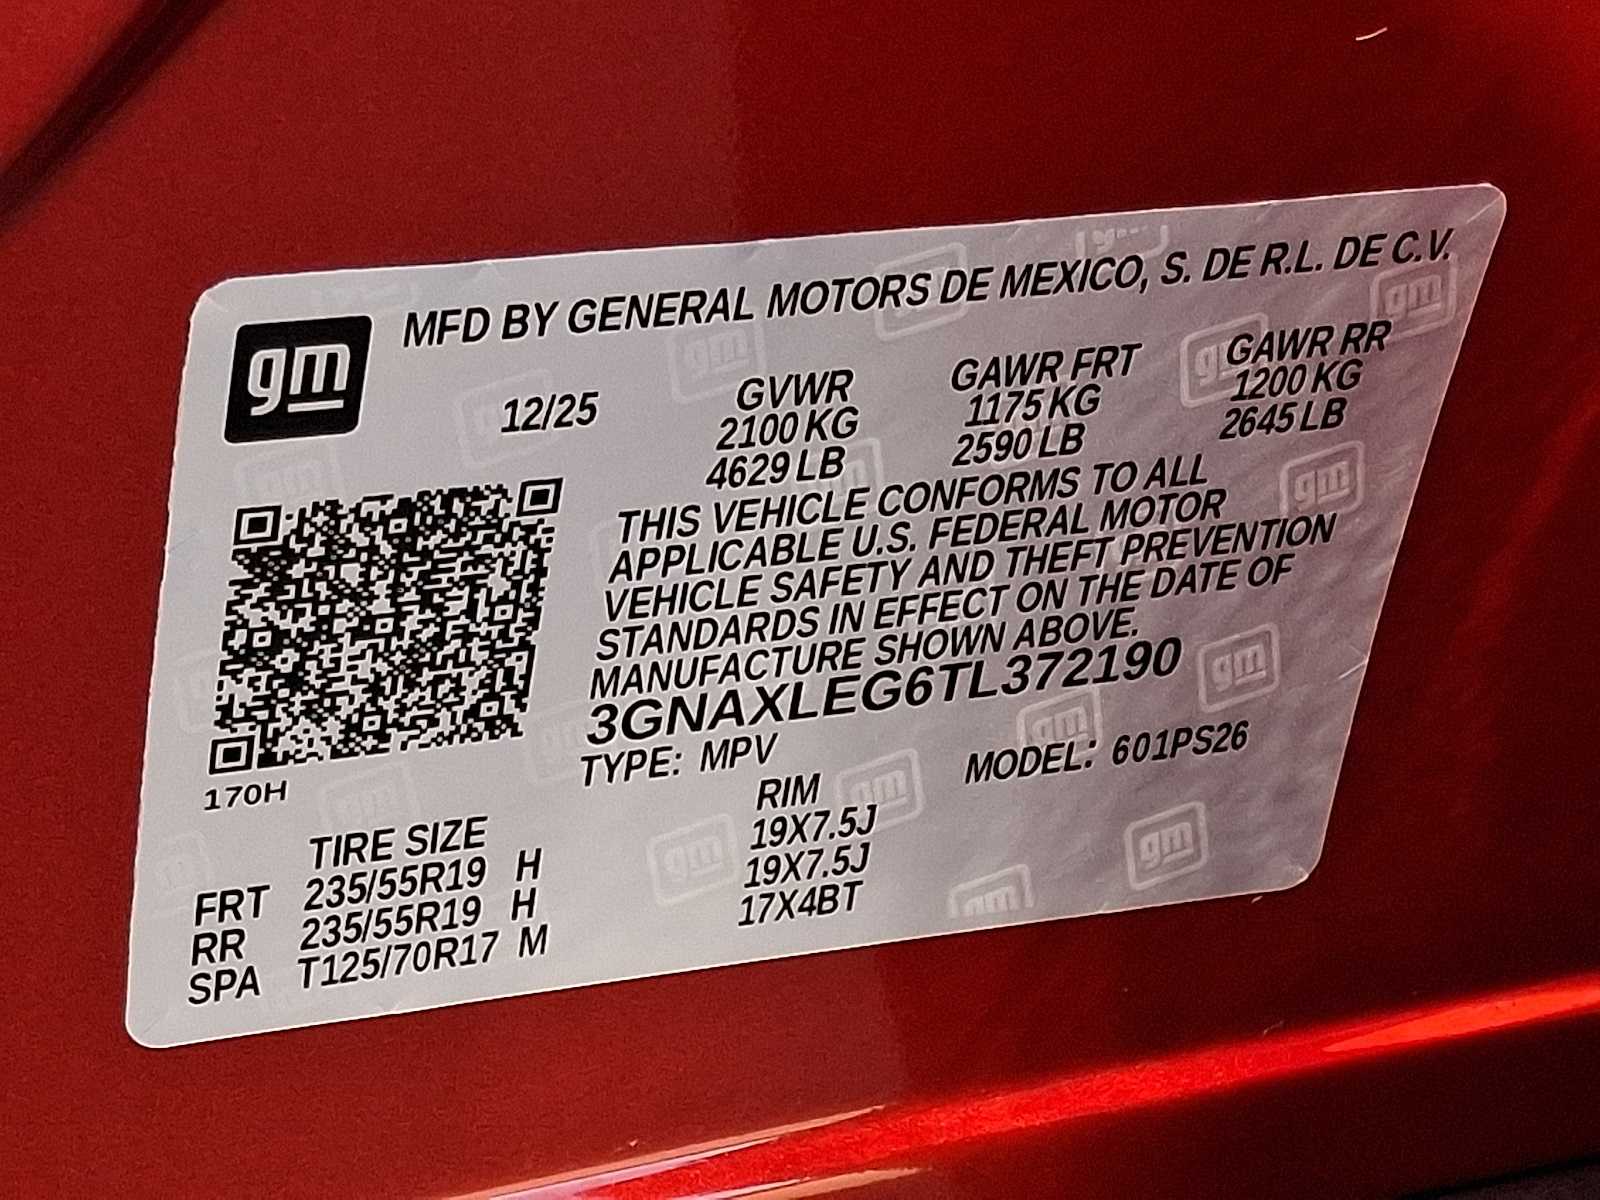 gm
MFD BY GENERAL MOTORS DE MEXICO, S. DE R.L. DE C.V.
12/25 GVWR GAWR FRT GAWR RR
2100 KG 1175 KG 1200 KG
4629 LB 2590 LB 2645 LB
THIS VEHICLE CONFORMS TO ALL
APPLICABLE U.S. FEDERAL MOTOR
VEHICLE SAFETY AND THEFT PREVENTION
STANDARDS IN EFFECT ON THE DATE OF
MANUFACTURE SHOWN ABOVE.
3GNAXLEG6TL372190
TYPE: MPV MODEL: 601PS26
170H
TIRE SIZE RIM
FRT 235/55R19 H 19X7.5J
RR 235/55R19 H 19X7.5J
SPA T125/70R17 M 17X4BT